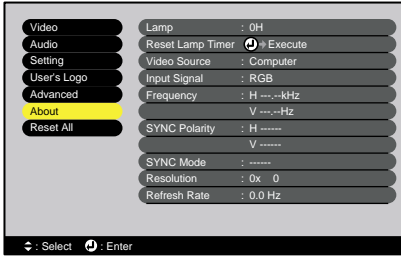 Video
Audio
Setting
User's Logo
Advanced
About
Reset All
Lamp : 0H
Reset Lamp Timer Execute
Video Source : Computer
Input Signal : RGB
Frequency : H ---.--kHz
V ---.--Hz
SYNC Polarity : H ------
V ------
SYNC Mode : ------
Resolution : 0x 0
Refresh Rate : 0.0 Hz
: Select : Enter